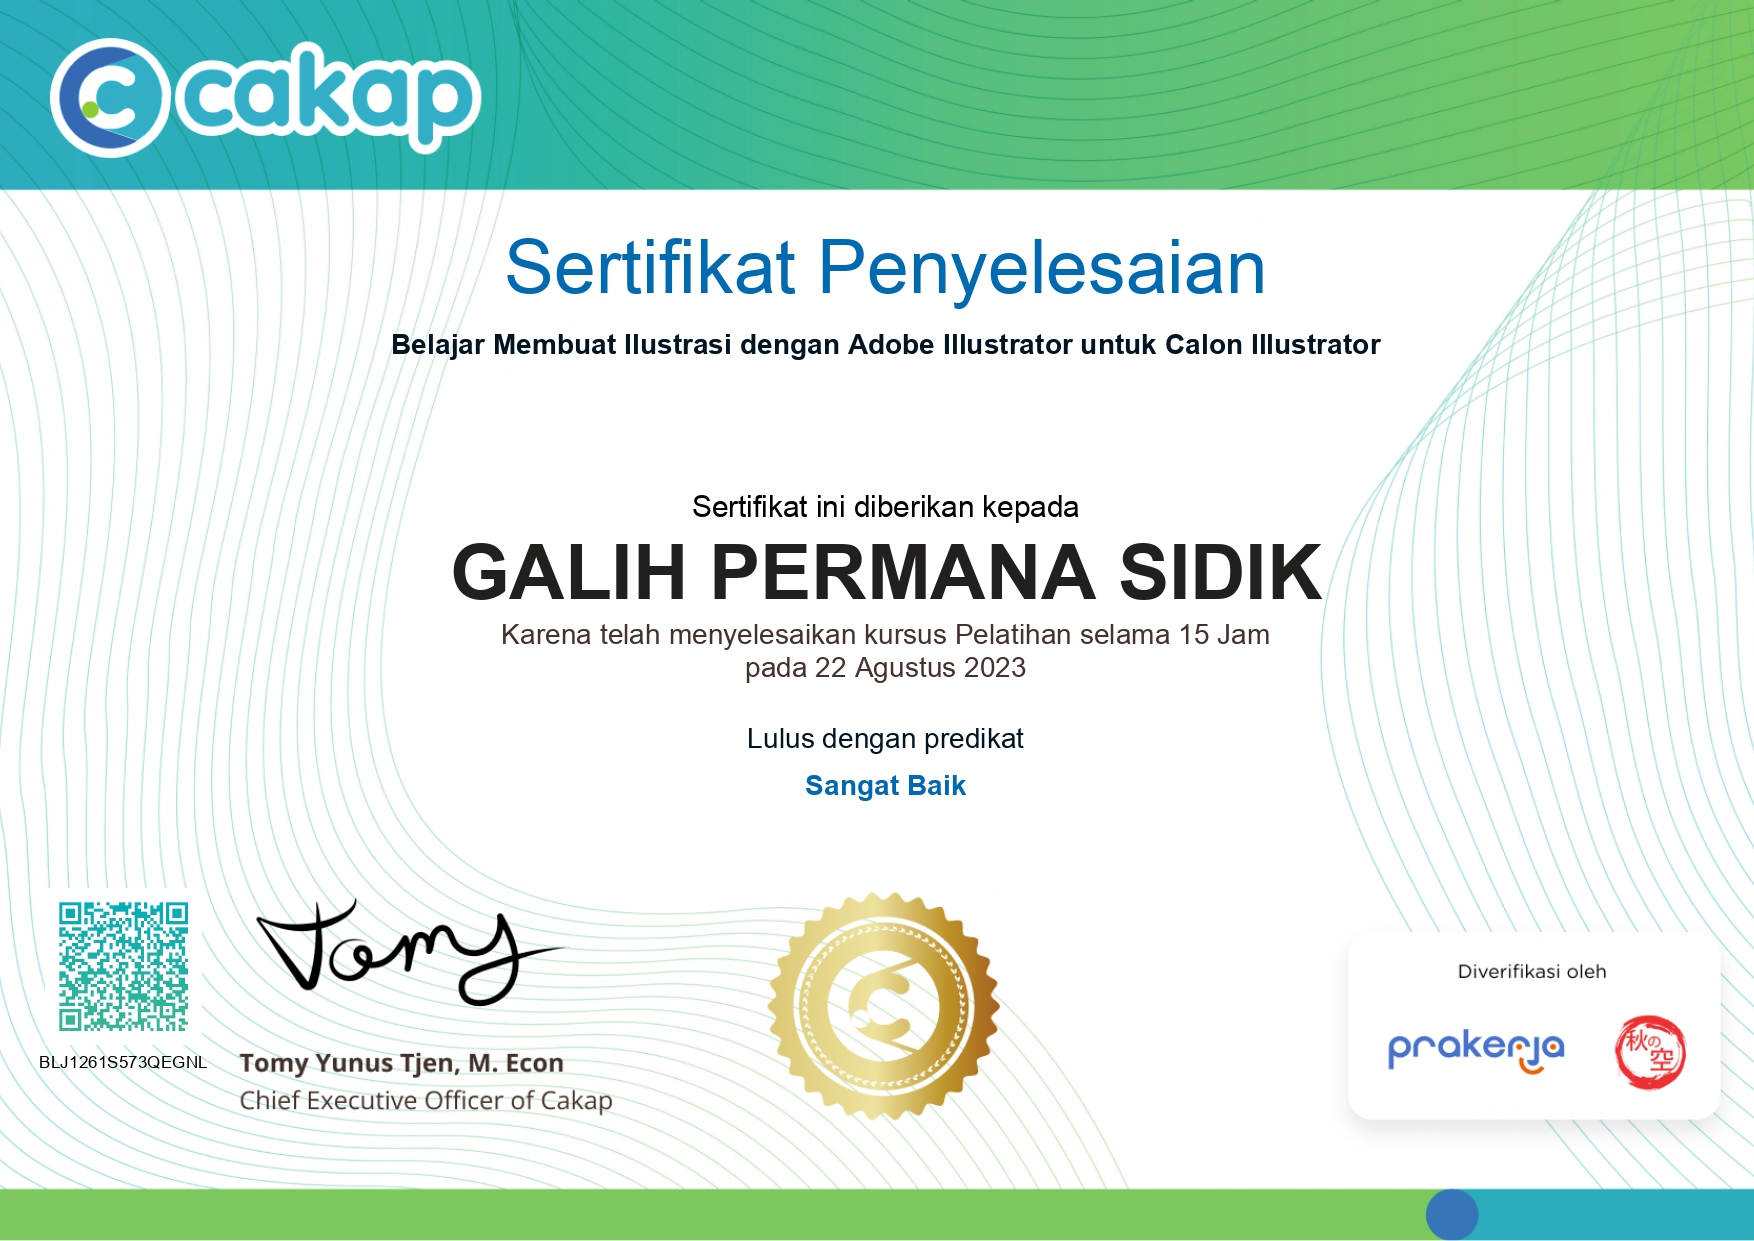 cakap
Sertifikat Penyelesaian
Belajar Membuat Ilustrasi dengan Adobe Illustrator untuk Calon Illustrator
Sertifikat ini diberikan kepada
GALIH PERMANA SIDIK
Karena telah menyelesaikan kursus Pelatihan selama 15 Jam
pada 22 Agustus 2023
Lulus dengan predikat
Sangat Baik
Tomy
BLJ1261S573QEGNL
Tomy Yunus Tjen, M. Econ
Chief Executive Officer of Cakap
Diverifikasi oleh
prakerja
秋の空